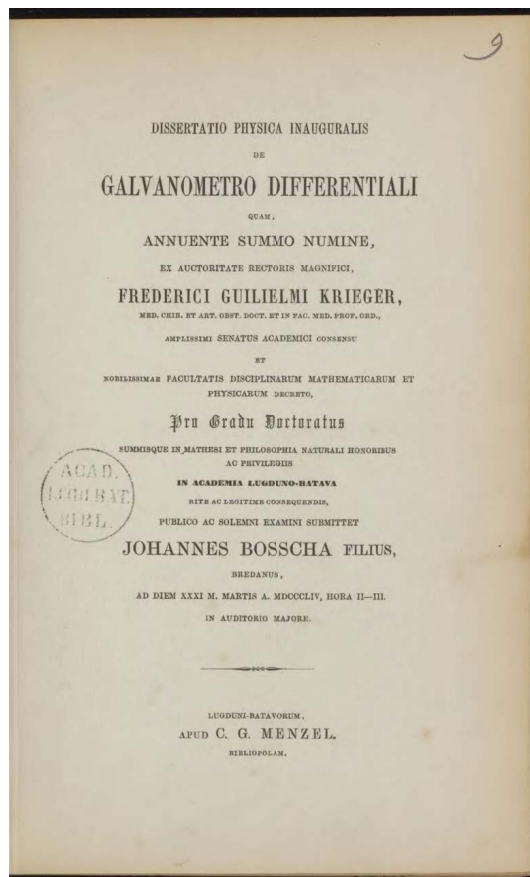 9
DISSERTATIO PHYSICA INAUGURALIS
DE
GALVANOMETRO DIFFERENTIALI
QUAM,
ANNUENTE SUMMO NUMINE,
EX AUCTORITATE RECTORIS MAGNIFICI,
FREDERICI GUILIELMI KRIEGER,
MED. CHIR. ET ART. OBST. DOCT. ET IN FAC. MED. PROF. ORD.,
AMPLISSIMI SENATUS ACADEMICI CONSENSU
ET
NOBILISSIMAE FACULTATIS DISCIPLINARUM MATHEMATICARUM ET
PHYSICARUM DECRETO,
Pro Gradu Doctoratus
SUMMISQUE IN MATHESI ET PHILOSOPHIA NATURALI HONORIBUS
AC PRIVILEGIIS
IN ACADEMIA LUGDUNO-BATAVA
RITE AC LEGITIME CONSEQUENDIS,
PUBLICO AC SOLEMNI EXAMINI SUBMITTET
JOHANNES BOSSCHA FILIUS,
BREDANUS,
AD DIEM XXXI M. MARTIS A. MDCCCLIV, HORA II—III.
IN AUDITORIO MAJORE.
ACAD.
LUGD BAT.
BIBL.
LUGDUNI-BATAVORUM,
APUD C. G. MENZEL.
BIBLIOPOLAM.